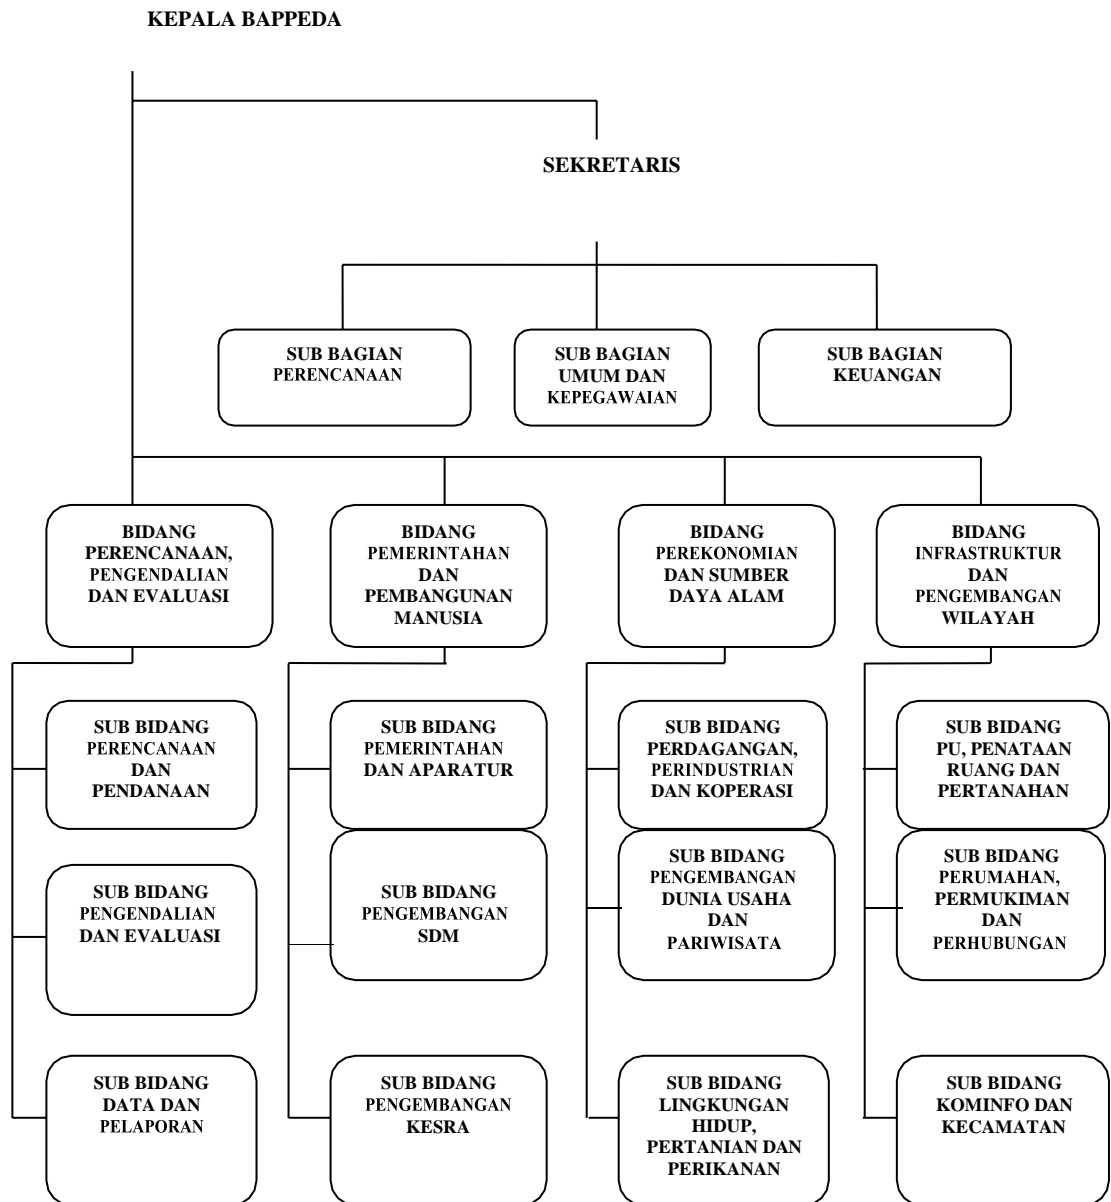 KEPALA BAPPEDA
SEKRETARIS
SUB BAGIAN
PERENCANAAN
SUB BAGIAN
UMUM DAN
KEPEGAWAIAN
SUB BAGIAN
KEUANGAN
BIDANG
PERENCANAAN,
PENGENDALIAN
DAN EVALUASI
BIDANG
PEMERINTAHAN
DAN
PEMBANGUNAN
MANUSIA
BIDANG
PEREKONOMIAN
DAN SUMBER
DAYA ALAM
BIDANG
INFRASTRUKTUR
DAN
PENGEMBANGAN
WILAYAH
SUB BIDANG
PERENCANAAN
DAN
PENDANAAN
SUB BIDANG
PEMERINTAHAN
DAN APARATUR
SUB BIDANG
PERDAGANGAN,
PERINDUSTRIAN
DAN KOPERASI
SUB BIDANG
PU, PENATAAN
RUANG DAN
PERTANAHAN
SUB BIDANG
PENGENDALIAN
DAN EVALUASI
SUB BIDANG
PENGEMBANGAN
SDM
SUB BIDANG
PENGEMBANGAN
DUNIA USAHA
DAN
PARIWISATA
SUB BIDANG
PERUMAHAN,
PERMUKIMAN
DAN
PERHUBUNGAN
SUB BIDANG
DATA DAN
PELAPORAN
SUB BIDANG
PENGEMBANGAN
KESRA
SUB BIDANG
LINGKUNGAN
HIDUP,
PERTANIAN DAN
PERIKANAN
SUB BIDANG
KOMINFO DAN
KECAMATAN